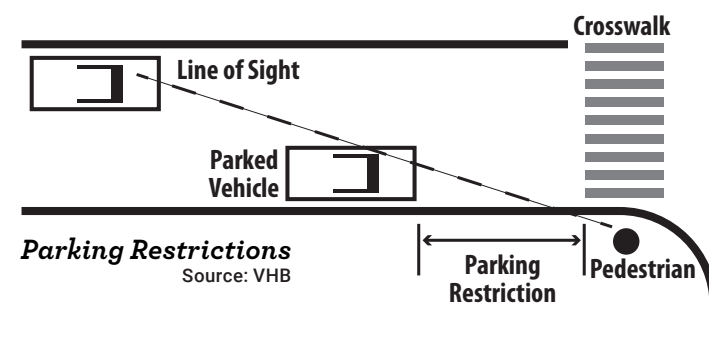 Crosswalk
Line of Sight
Parked
Vehicle
Parking Restrictions
Source: VHB
Parking
Restriction
Pedestrian